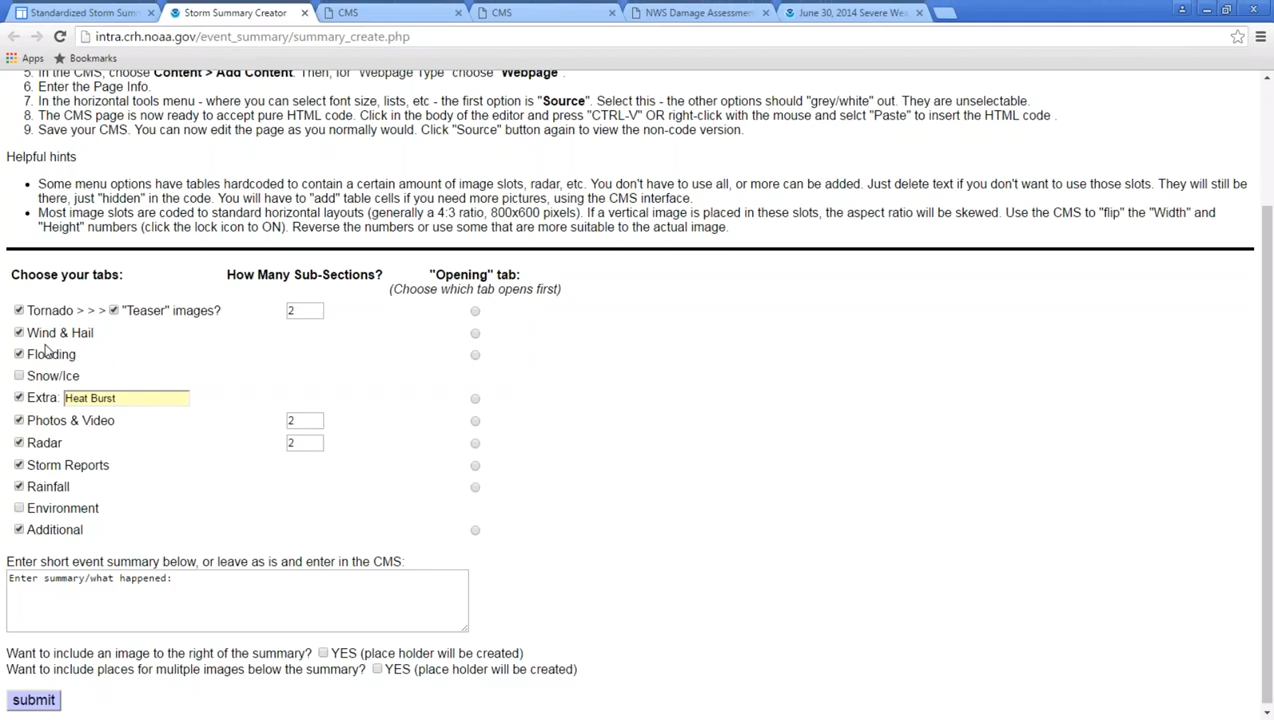 Standardized Storm Summ
Storm Summary Creator
CMS
CMS
NWS Damage Assessmen
June 30, 2014 Severe Wea
intra.crh.noaa.gov/event_summary/summary_create.php
Apps
Bookmarks
5. In the CMS, choose Content > Add Content. Then, for "Webpage Type" choose "Webpage".
6. Enter the Page Info.
7. In the horizontal tools menu - where you can select font size, lists, etc - the first option is "Source". Select this - the other options should "grey/white" out. They are unselectable.
8. The CMS page is now ready to accept pure HTML code. Click in the body of the editor and press "CTRL-V" OR right-click with the mouse and selct "Paste" to insert the HTML code .
9. Save your CMS. You can now edit the page as you normally would. Click "Source" button again to view the non-code version.
Helpful hints
• Some menu options have tables hardcoded to contain a certain amount of image slots, radar, etc. You don't have to use all, or more can be added. Just delete text if you don't want to use those slots. They will still be
there, just "hidden" in the code. You will have to "add" table cells if you need more pictures, using the CMS interface.
• Most image slots are coded to standard horizontal layouts (generally a 4:3 ratio, 800x600 pixels). If a vertical image is placed in these slots, the aspect ratio will be skewed. Use the CMS to "flip" the "Width" and
"Height" numbers (click the lock icon to ON). Reverse the numbers or use some that are more suitable to the actual image.
Choose your tabs: How Many Sub-Sections? "Opening" tab:
(Choose which tab opens first)
Tornado > > > "Teaser" images? 2
Wind & Hail
Flooding
Snow/Ice
Extra: Heat Burst
Photos & Video 2
Radar 2
Storm Reports
Rainfall
Environment
Additional
Enter short event summary below, or leave as is and enter in the CMS:
Enter summary/what happened:
Want to include an image to the right of the summary? YES (place holder will be created)
Want to include places for mulitple images below the summary? YES (place holder will be created)
submit